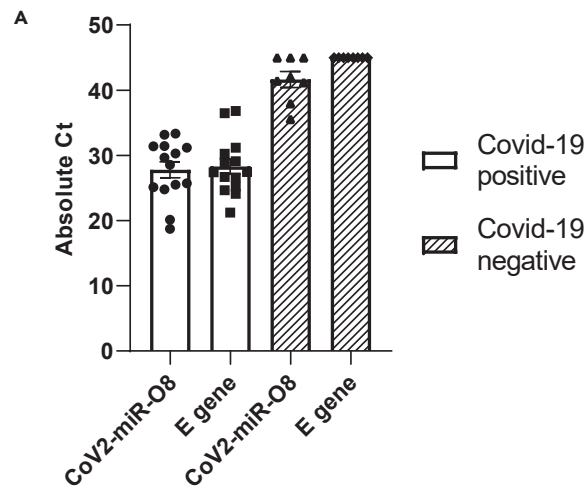 A
50
40
30
20
10
0
Absolute Ct
CoV2-miR-O8
E gene
CoV2-miR-O8
E gene
Covid-19
positive
Covid-19
negative